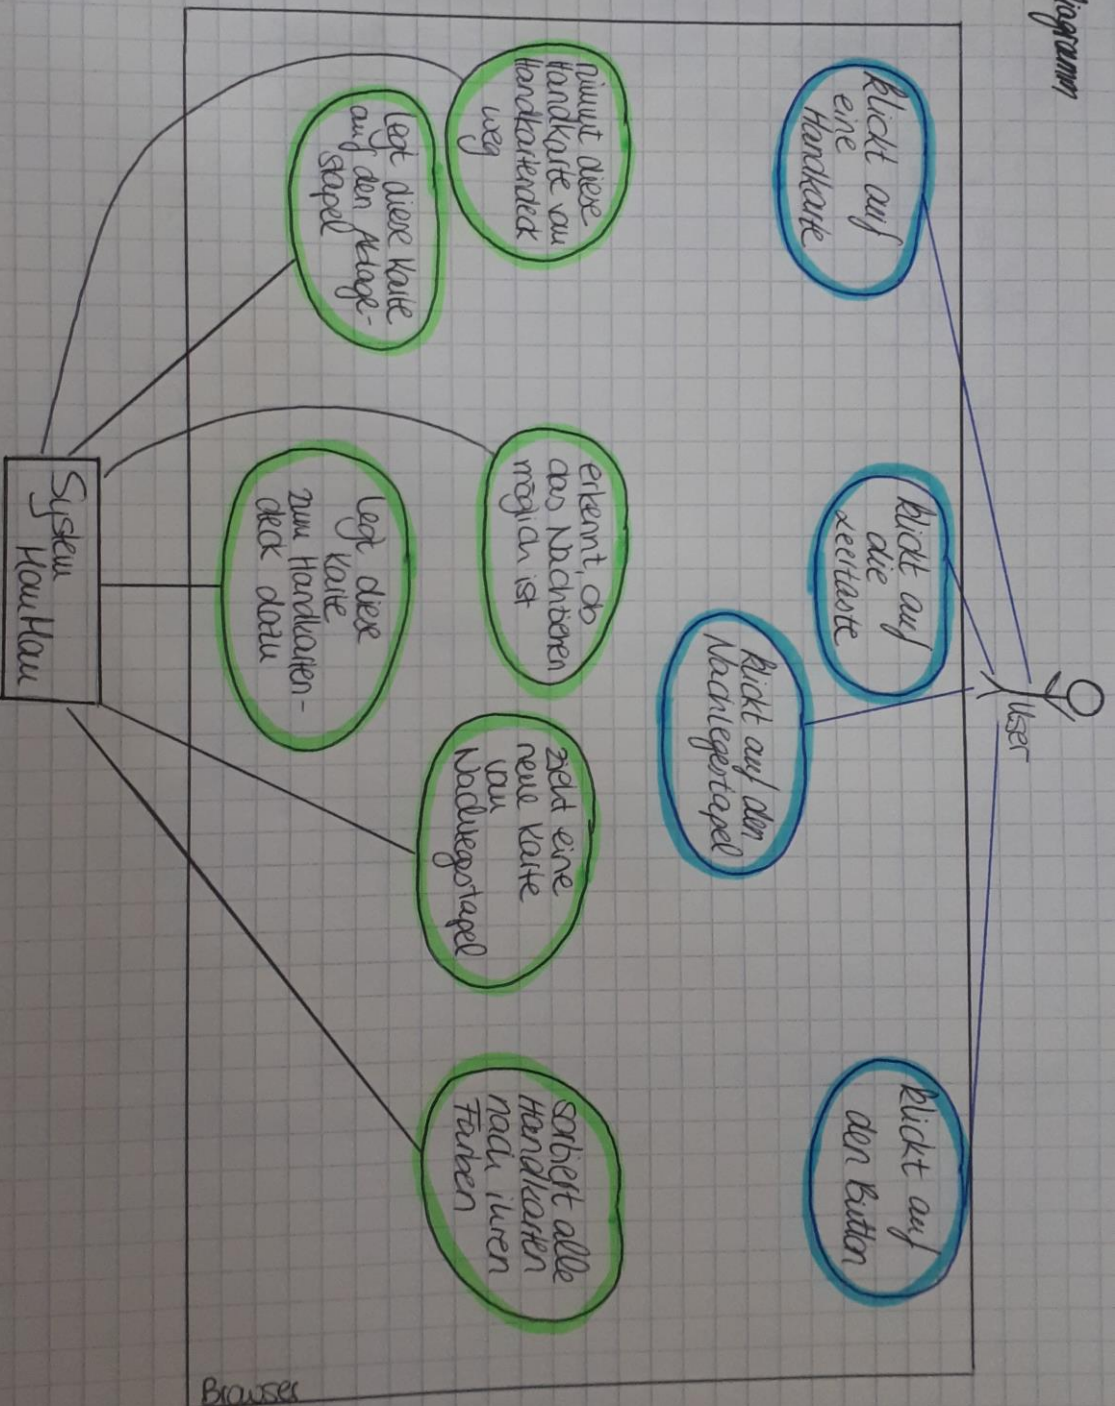 diagramm
User
klickt auf
eine
Handkarte
klickt auf
die
Leertaste
klickt auf den
Nachlegestapel
klickt auf
den Button
nimmt diese
Handkarte vom
Handkartendeck
weg
legt diese Karte
auf den Ablage-
stapel
erkennt, ob
das Nachziehen
möglich ist
legt diese
Karte
zum Handkarten-
deck dazu
zieht eine
neue Karte
vom
Nachlegestapel
sortiert alle
Handkarten
nach ihren
Farben
System
MauMau
Browser